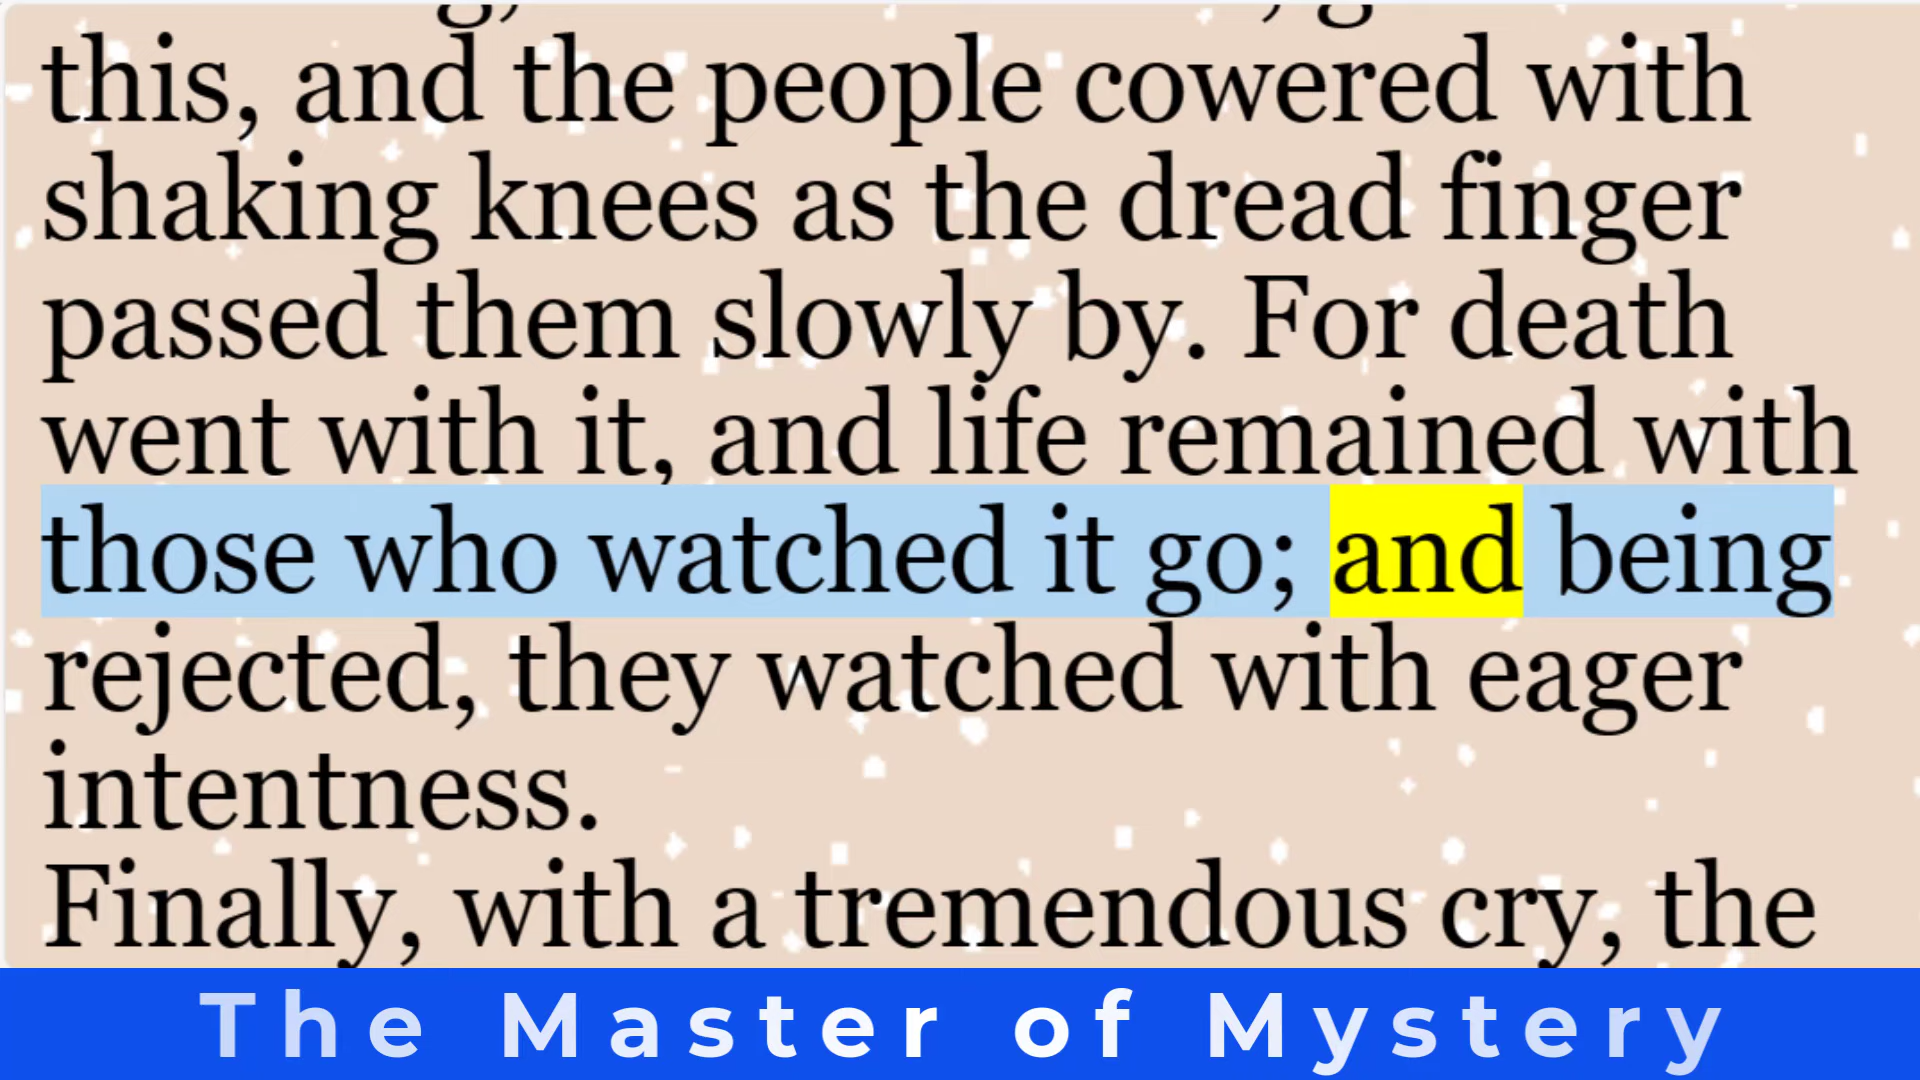 this, and the people cowered with
shaking knees as the dread finger
passed them slowly by. For death
went with it, and life remained with
those who watched it go; and being
rejected, they watched with eager
intentness.
Finally, with a tremendous cry, the
The Master of Mystery